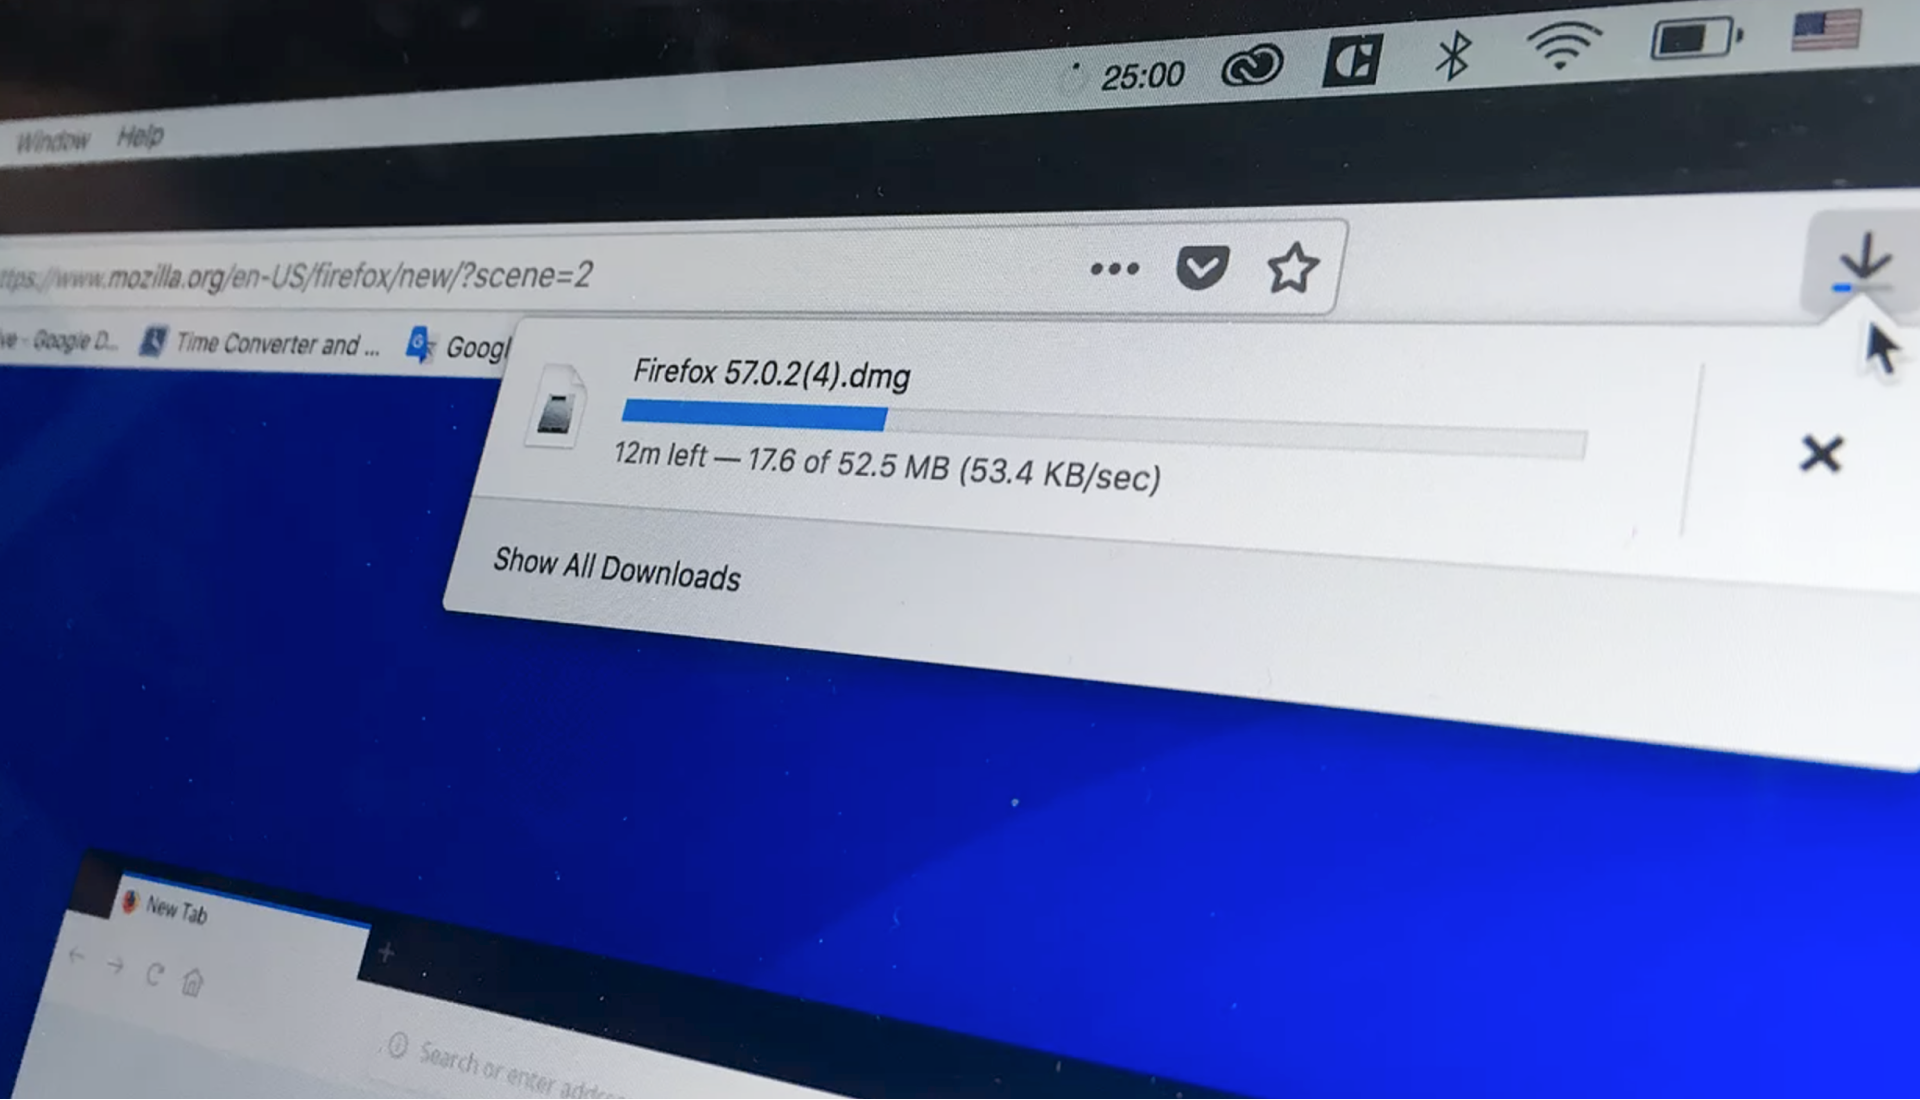 25:00
Window Help
ttps://www.mozilla.org/en-US/firefox/new/?scene=2
ve - Google D... Time Converter and ... Googl
Firefox 57.0.2(4).dmg
12m left — 17.6 of 52.5 MB (53.4 KB/sec)
Show All Downloads
New Tab
Search or enter addre